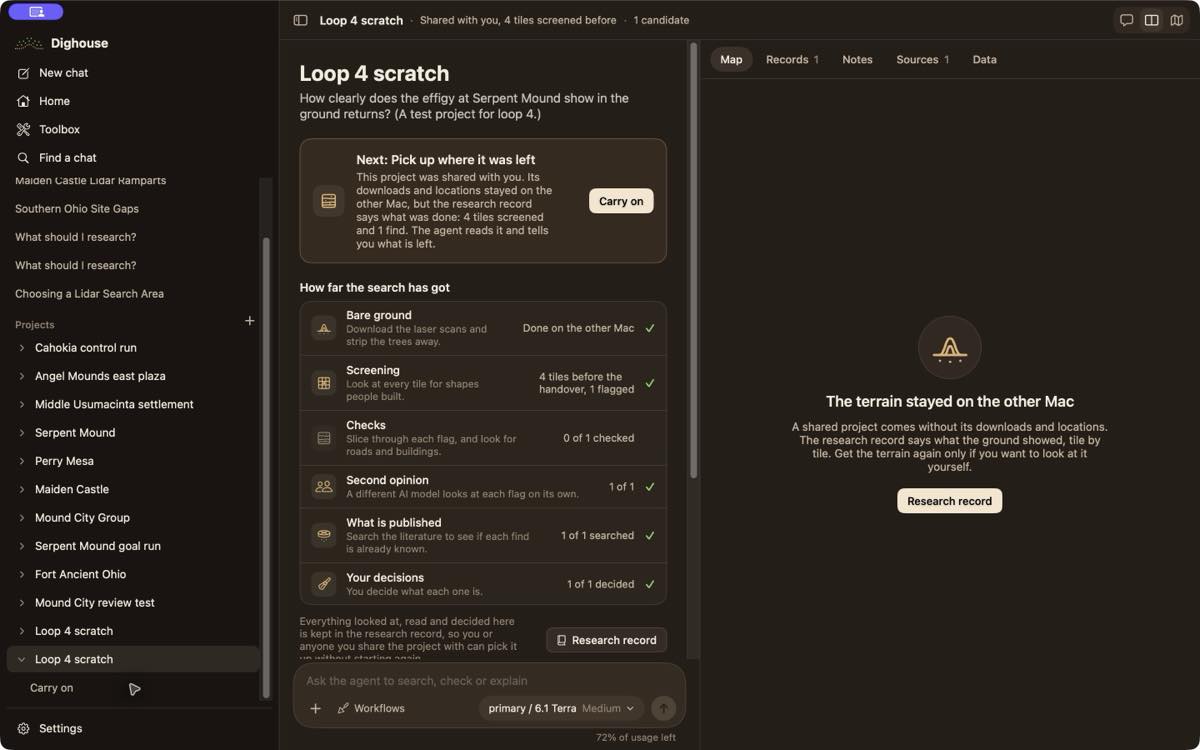 Dighouse
New chat
Home
Toolbox
Find a chat
Maiden Castle Lidar Ramparts
Southern Ohio Site Gaps
What should I research?
What should I research?
Choosing a Lidar Search Area
Projects
Cahokia control run
Angel Mounds east plaza
Middle Usumacinta settlement
Serpent Mound
Perry Mesa
Maiden Castle
Mound City Group
Serpent Mound goal run
Fort Ancient Ohio
Mound City review test
Loop 4 scratch
Loop 4 scratch
Carry on
Settings
Loop 4 scratch · Shared with you, 4 tiles screened before · 1 candidate
Loop 4 scratch
How clearly does the effigy at Serpent Mound show in the
ground returns? (A test project for loop 4.)
Next: Pick up where it was left
This project was shared with you. Its
downloads and locations stayed on the
other Mac, but the research record
says what was done: 4 tiles screened
and 1 find. The agent reads it and tells
you what is left.
Carry on
How far the search has got
Bare ground
Download the laser scans and
strip the trees away.
Done on the other Mac
Screening
Look at every tile for shapes
people built.
4 tiles before the
handover, 1 flagged
Checks
Slice through each flag, and look for
roads and buildings.
0 of 1 checked
Second opinion
A different AI model looks at each flag on its own.
1 of 1
What is published
Search the literature to see if each find
is already known.
1 of 1 searched
Your decisions
You decide what each one is.
1 of 1 decided
Everything looked at, read and decided here
is kept in the research record, so you or
anyone you share the project with can pick it
up without starting again.
Research record
Ask the agent to search, check or explain
Workflows
primary / 6.1 Terra Medium
72% of usage left
Map
Records 1
Notes
Sources 1
Data
The terrain stayed on the other Mac
A shared project comes without its downloads and locations.
The research record says what the ground showed, tile by
tile. Get the terrain again only if you want to look at it
yourself.
Research record